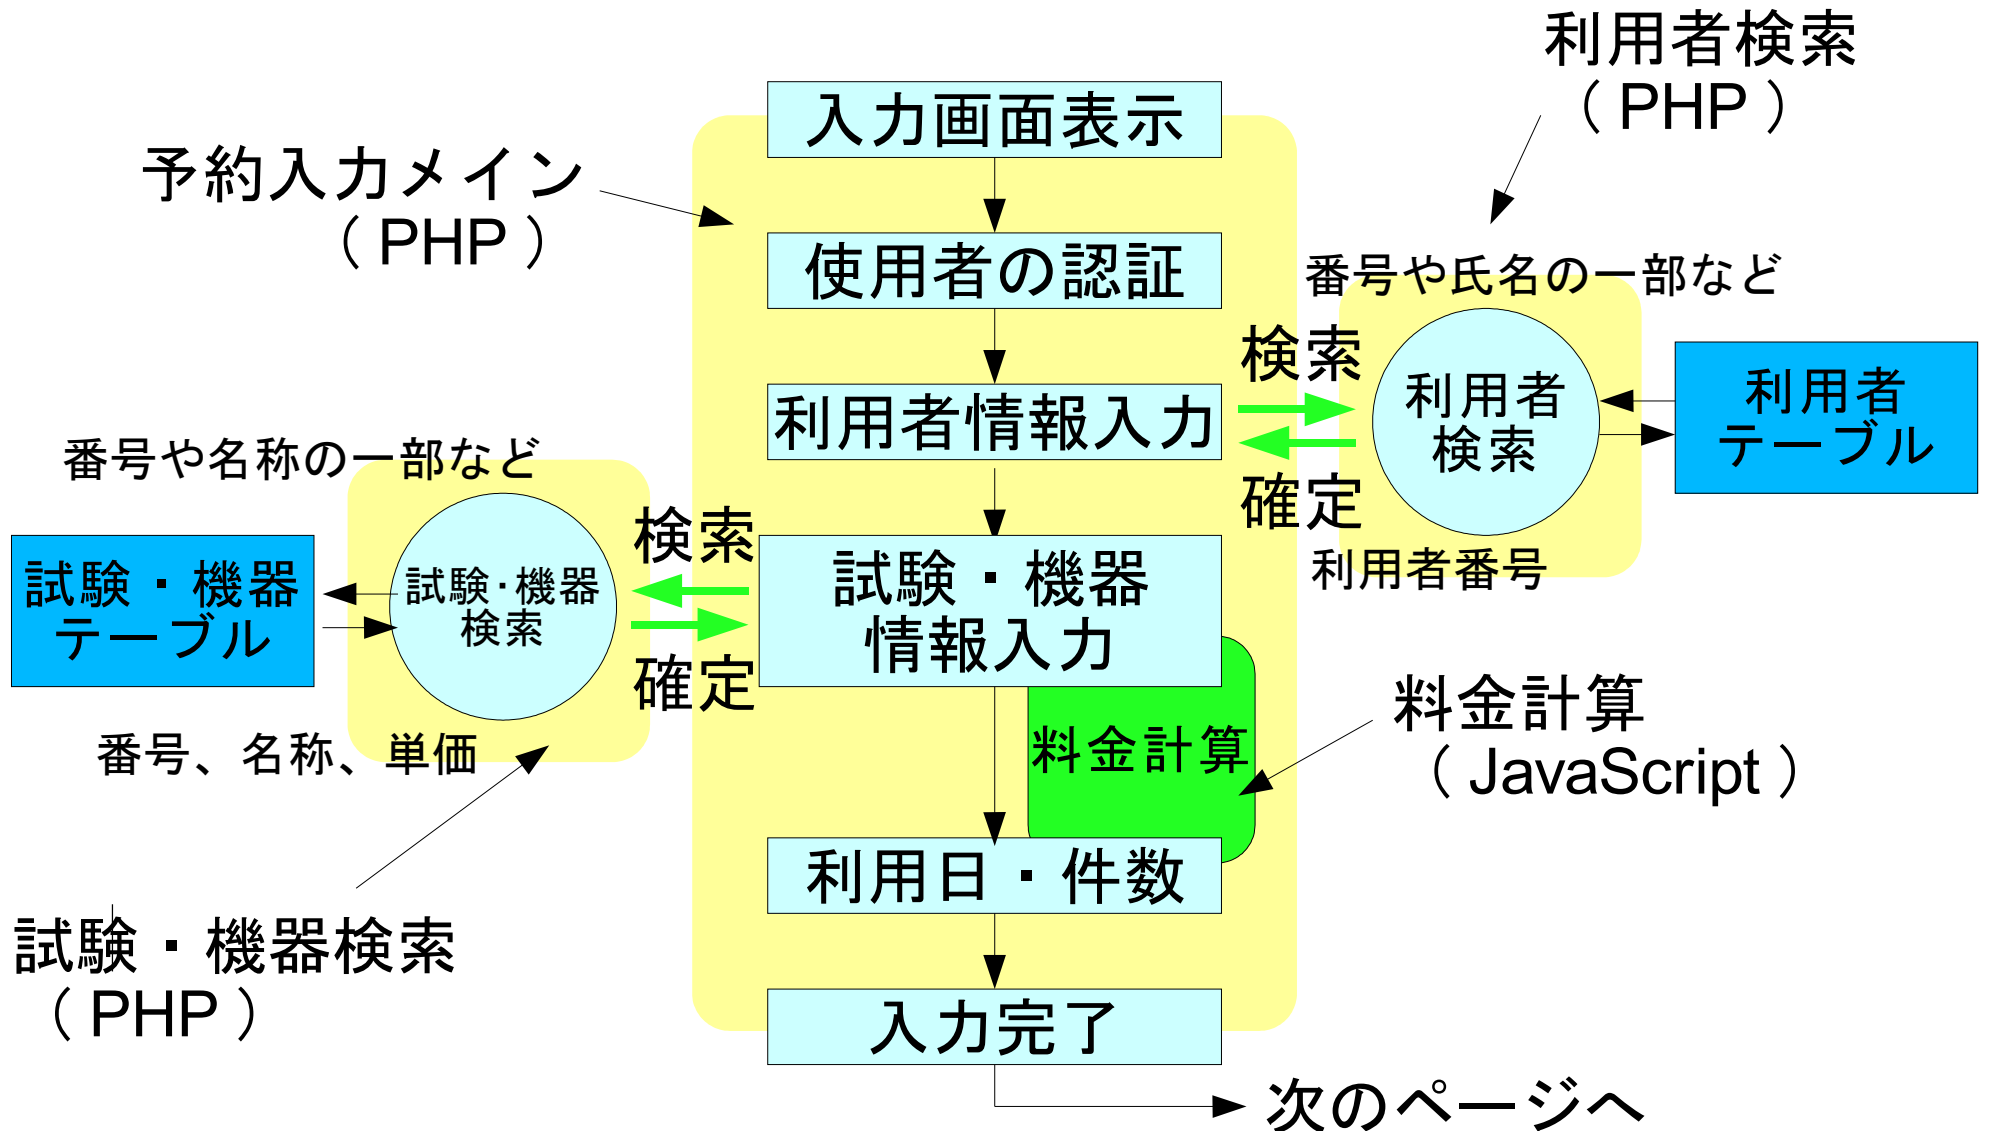 利用者検索
（PHP）
入力画面表示
予約入力メイン
（PHP）
使用者の認証
番号や氏名の一部など
検索
利用者
検索
利用者
テーブル
利用者情報入力
確定
利用者番号
番号や名称の一部など
検索
試験・機器
テーブル
試験・機器
検索
試験・機器
情報入力
確定
番号、名称、単価
料金計算
料金計算
（JavaScript）
利用日・件数
試験・機器検索
（PHP）
入力完了
次のページへ